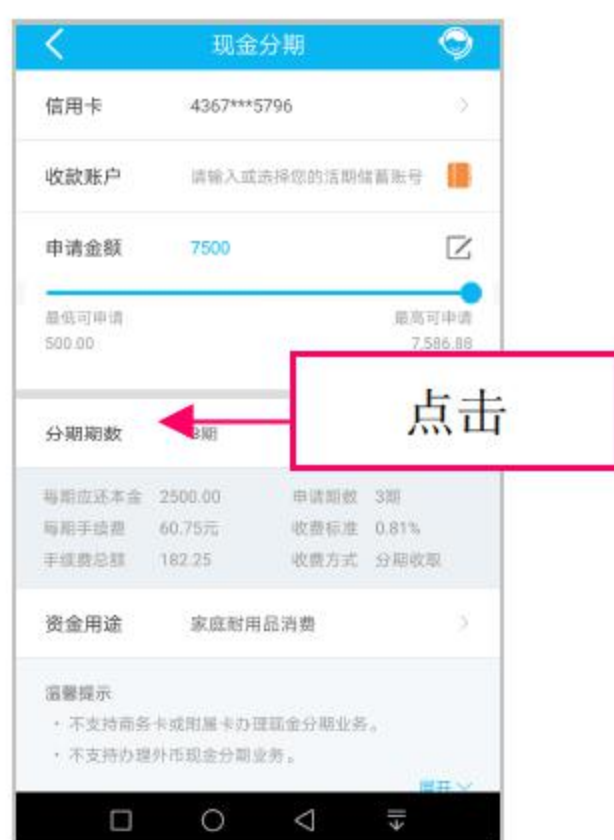 现金分期
信用卡 4367***5796
收款账户 请输入或选择您的活期储蓄账号
申请金额 7500
最低可申请 最高可申请
500.00 7,586.88
点击
分期期数 3期
每期应还本金 2500.00 申请期数 3期
每期手续费 60.75元 收费标准 0.81%
手续费总额 182.25 收费方式 分期收取
资金用途 家庭耐用品消费
温馨提示
· 不支持商务卡或附属卡办理现金分期业务。
· 不支持办理外币现金分期业务。
展开